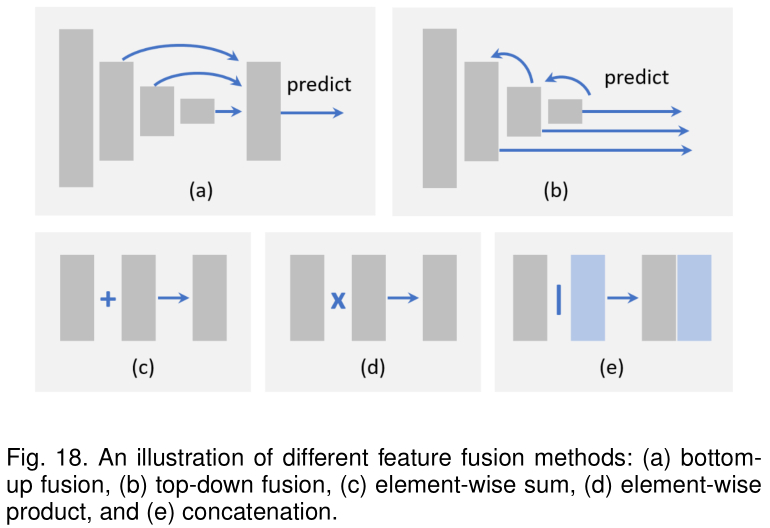 predict
(a)
predict
(b)
+
(c)
x
(d)
|
(e)
Fig. 18. An illustration of different feature fusion methods: (a) bottom-
up fusion, (b) top-down fusion, (c) element-wise sum, (d) element-wise
product, and (e) concatenation.